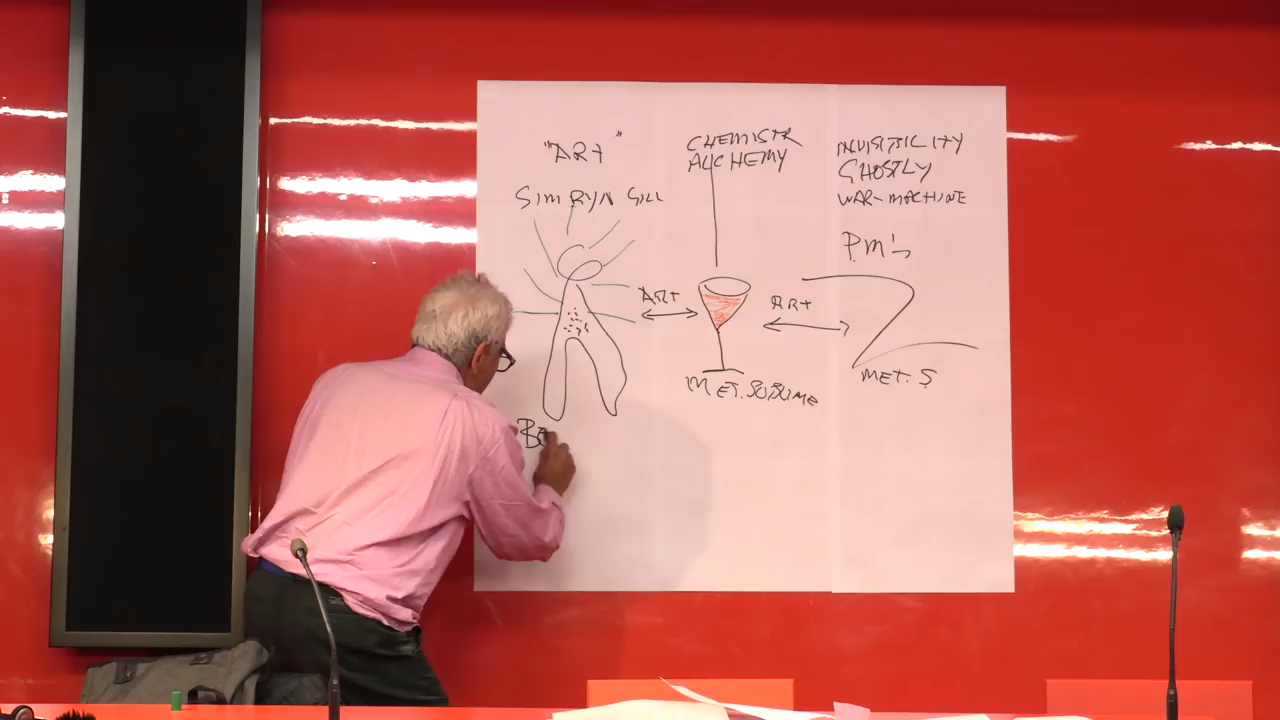 "ART"
SIMRYN GILL
CHEMISTR
ALCHEMY
INVISIBILITY
GHOSTLY
WAR-MACHINE
ART
ART
MET. SUBLIME
MET. S